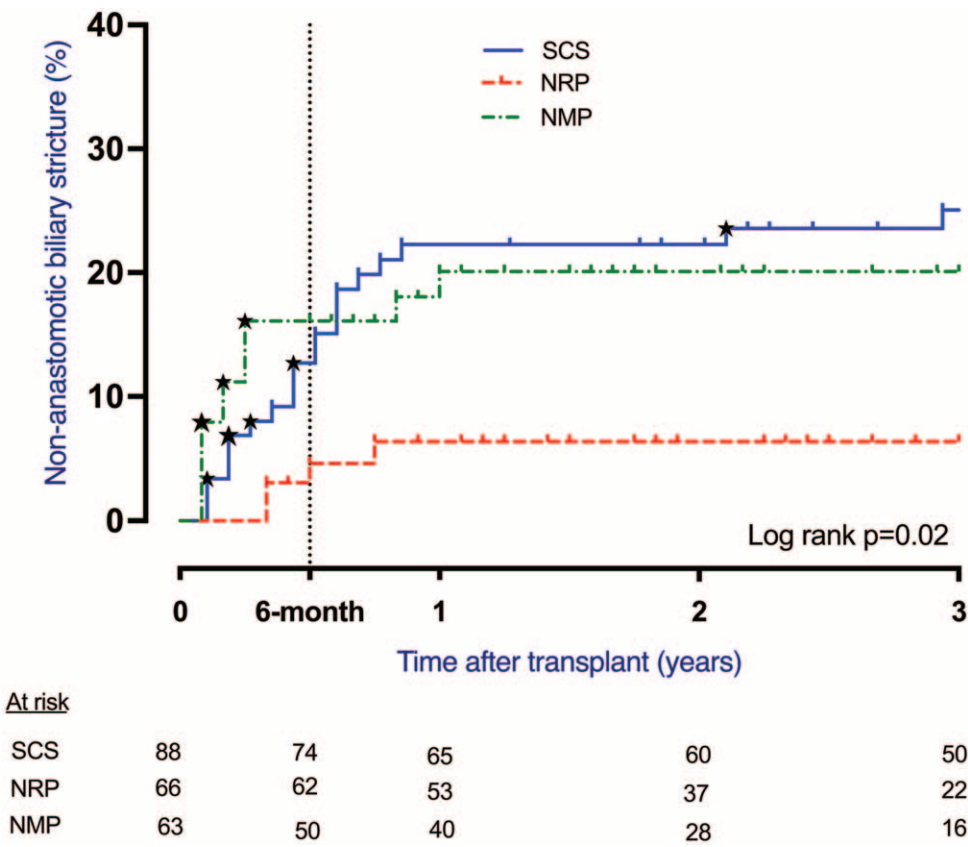 40
30
20
10
0
Non-anastomotic biliary stricture (%)
SCS
NRP
NMP
Log rank p=0.02
0 6-month 1 2 3
Time after transplant (years)
At risk
SCS 88 74 65 60 50
NRP 66 62 53 37 22
NMP 63 50 40 28 16